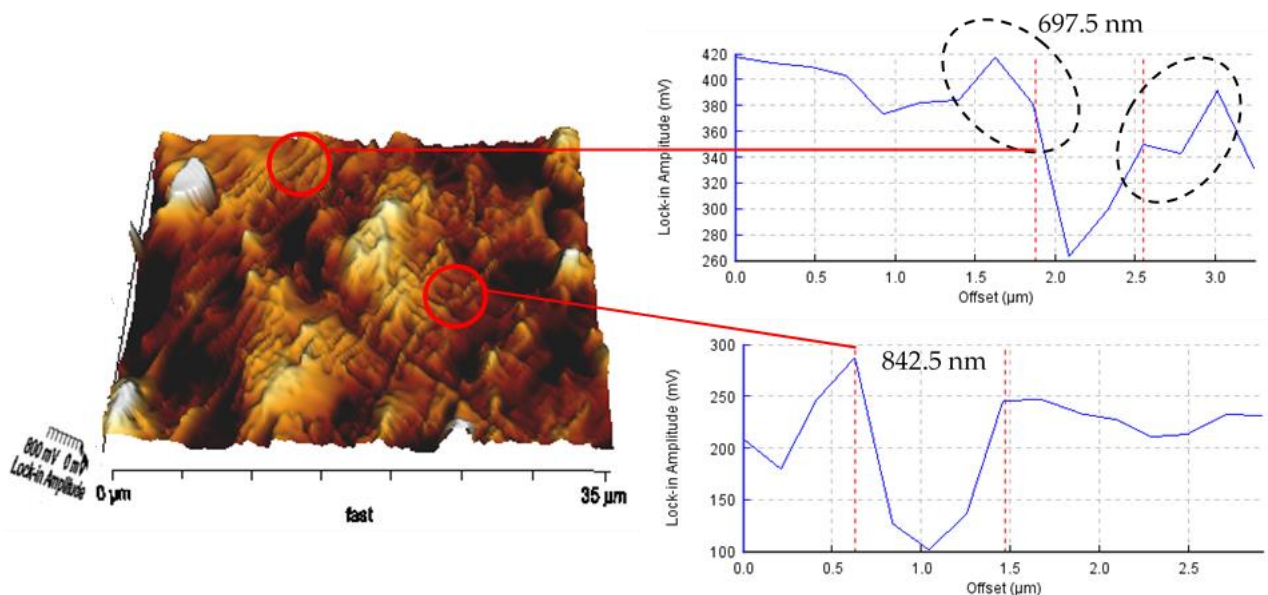 697.5 nm
420
400
380
360
340
320
300
280
260
Lock-in Amplitude (mV)
0.0 0.5 1.0 1.5 2.0 2.5 3.0
Offset (µm)
842.5 nm
300
250
200
150
100
Lock-in Amplitude (mV)
0.0 0.5 1.0 1.5 2.0 2.5
Offset (µm)
800 mV 0 mV
Lock-in Amplitude
0 µm 35 µm
fast